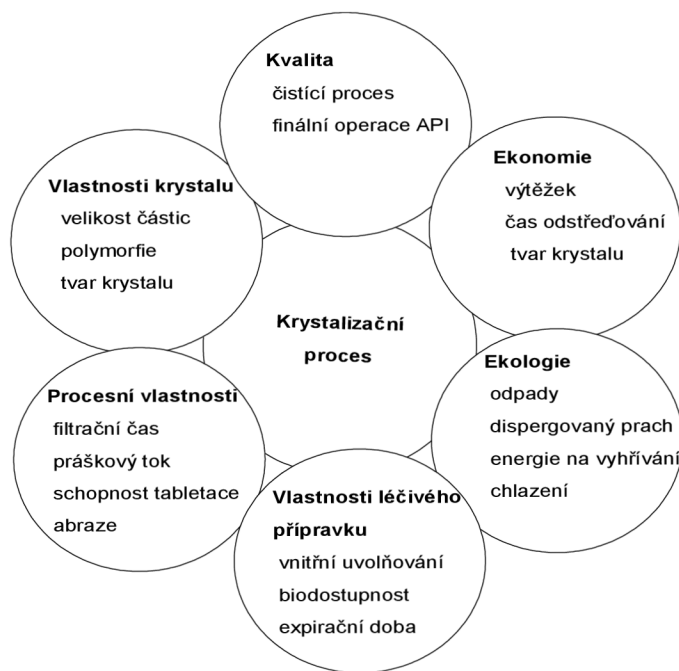 Kvalita
čistící proces
finální operace API
Ekonomie
výtěžek
čas odstřeďování
tvar krystalu
Vlastnosti krystalu
velikost částic
polymorfie
tvar krystalu
Krystalizační
proces
Ekologie
odpady
dispergovaný prach
energie na vyhřívání
chlazení
Procesní vlastnosti
filtrační čas
práškový tok
schopnost tabletace
abraze
Vlastnosti léčivého
přípravku
vnitřní uvolňování
biodostupnost
expirační doba